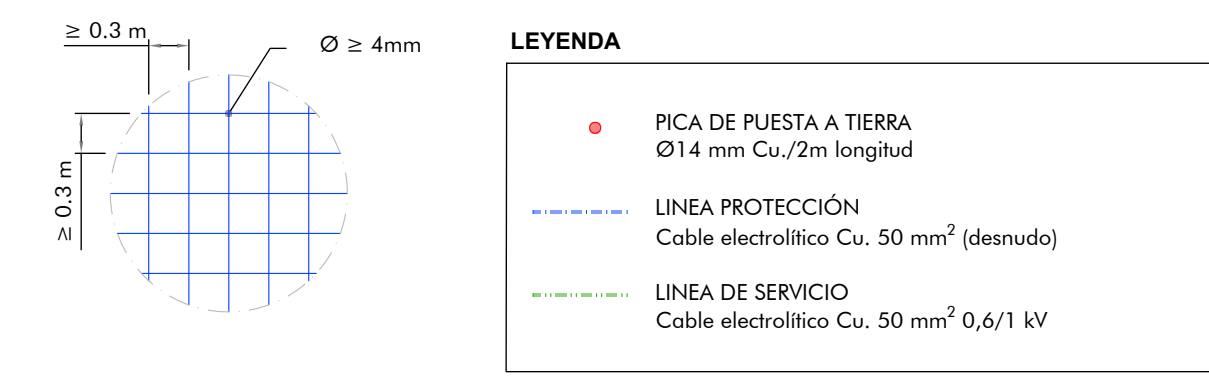 ≥ 0.3 m
Ø ≥ 4mm
≥ 0.3 m
LEYENDA
PICA DE PUESTA A TIERRA
Ø14 mm Cu./2m longitud
LINEA PROTECCIÓN
Cable electrolítico Cu. 50 mm² (desnudo)
LINEA DE SERVICIO
Cable electrolítico Cu. 50 mm² 0,6/1 kV